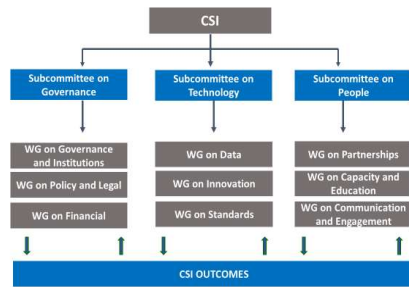 CSI
Subcommittee on
Governance
Subcommittee on
Technology
Subcommittee on
People
WG on Governance
and Institutions
WG on Policy and Legal
WG on Financial
WG on Data
WG on Innovation
WG on Standards
WG on Partnerships
WG on Capacity and
Education
WG on Communication
and Engagement
CSI OUTCOMES